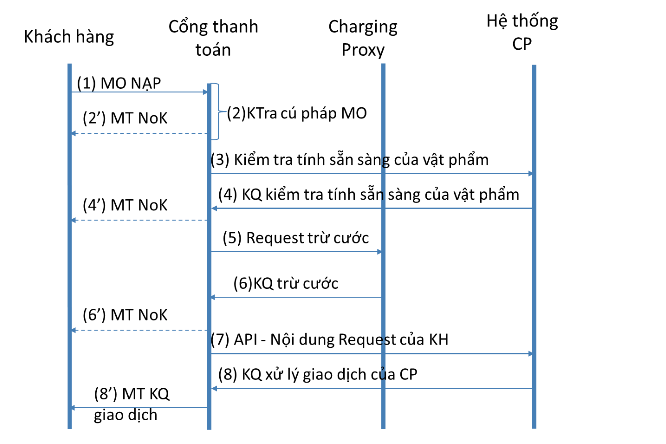 Khách hàng
Cổng thanh
toán
Charging
Proxy
Hệ thống
CP
(1) MO NẠP
(2)KTra cú pháp MO
(2’) MT NoK
(3) Kiểm tra tính sẵn sàng của vật phẩm
(4) KQ kiểm tra tính sẵn sàng của vật phẩm
(4’) MT NoK
(5) Request trừ cước
(6)KQ trừ cước
(6’) MT NoK
(7) API - Nội dung Request của KH
(8) KQ xử lý giao dịch của CP
(8’) MT KQ
giao dịch